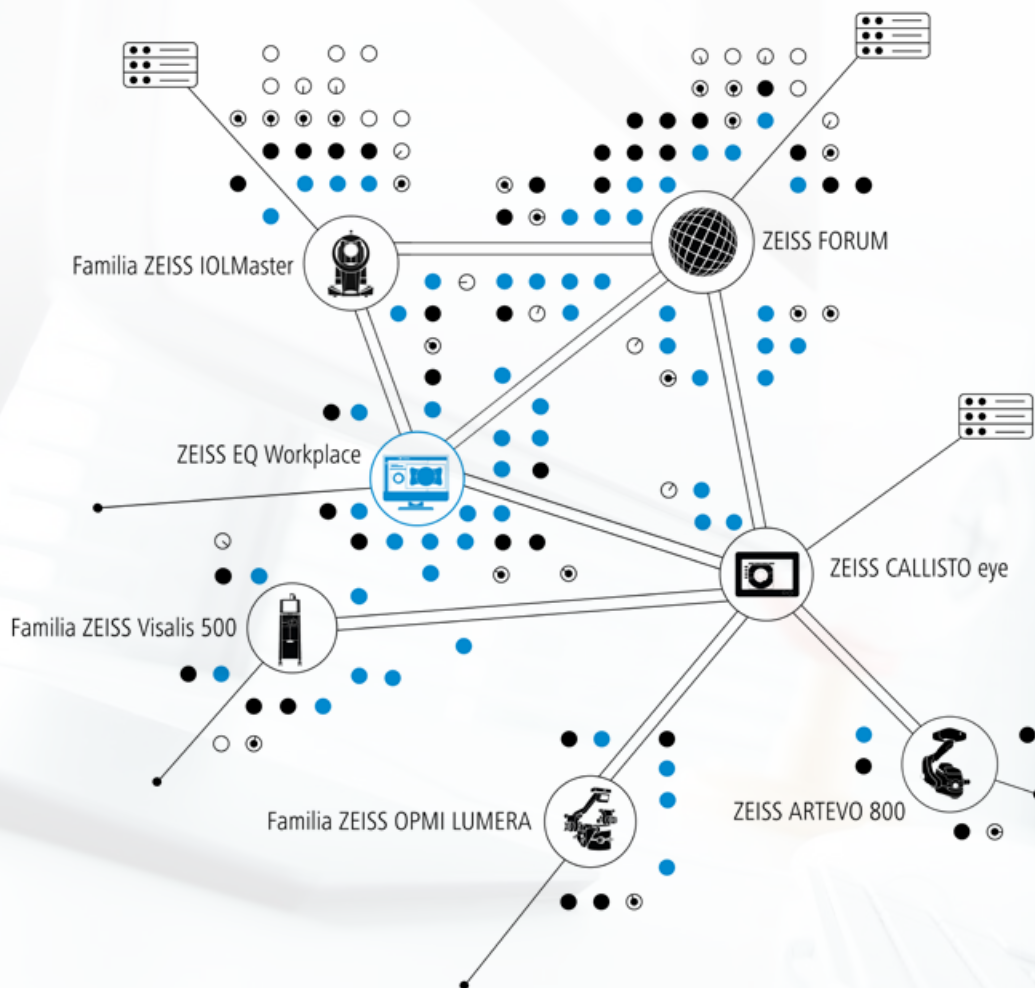 ZEISS FORUM
Familia ZEISS IOLMaster
ZEISS EQ Workplace
ZEISS CALLISTO eye
Familia ZEISS Visalis 500
ZEISS ARTEVO 800
Familia ZEISS OPMI LUMERA